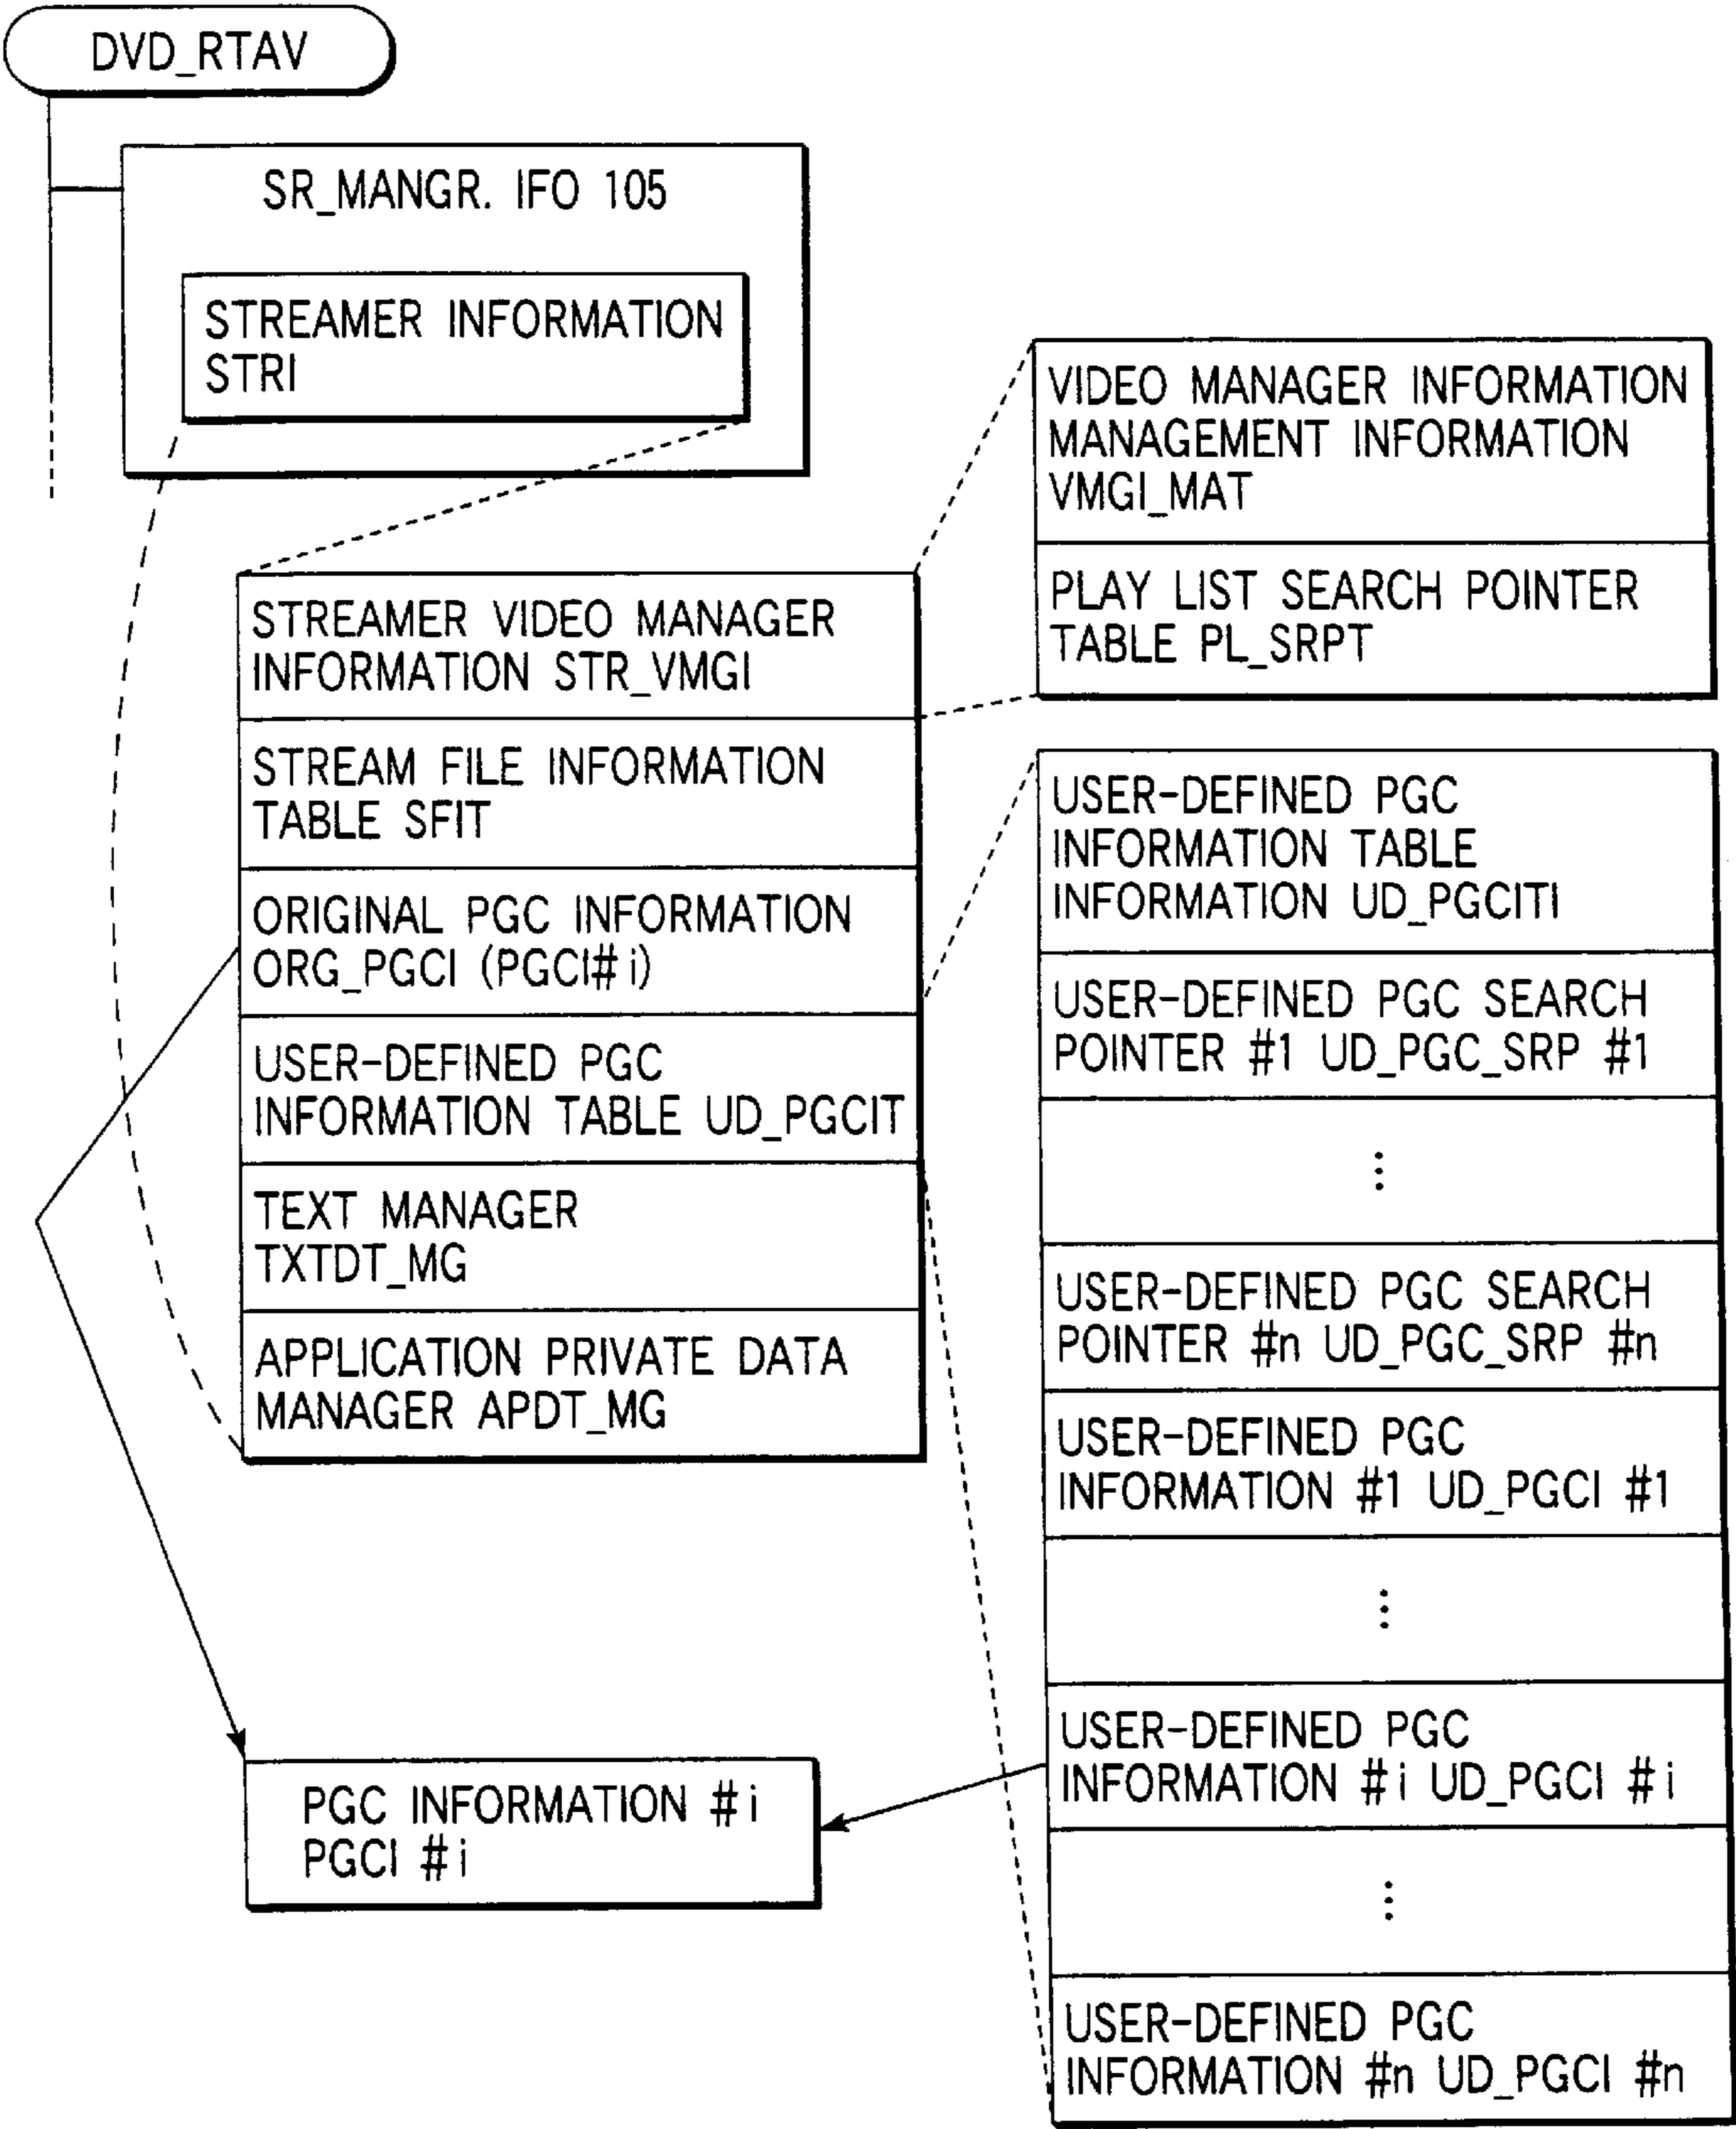 DVD_RTAV
SR_MANGR. IFO 105
STREAMER INFORMATION
STRI
STREAMER VIDEO MANAGER
INFORMATION STR_VMGI
STREAM FILE INFORMATION
TABLE SFIT
ORIGINAL PGC INFORMATION
ORG_PGCI (PGCI# i)
USER-DEFINED PGC
INFORMATION TABLE UD_PGCIT
TEXT MANAGER
TXTDT_MG
APPLICATION PRIVATE DATA
MANAGER APDT_MG
PGC INFORMATION # i
PGCI # i
VIDEO MANAGER INFORMATION
MANAGEMENT INFORMATION
VMGI_MAT
PLAY LIST SEARCH POINTER
TABLE PL_SRPT
USER-DEFINED PGC
INFORMATION TABLE
INFORMATION UD_PGCITI
USER-DEFINED PGC SEARCH
POINTER #1 UD_PGC_SRP #1
⋮
USER-DEFINED PGC SEARCH
POINTER #n UD_PGC_SRP #n
USER-DEFINED PGC
INFORMATION #1 UD_PGCI #1
⋮
USER-DEFINED PGC
INFORMATION # i UD_PGCI # i
⋮
USER-DEFINED PGC
INFORMATION #n UD_PGCI #n